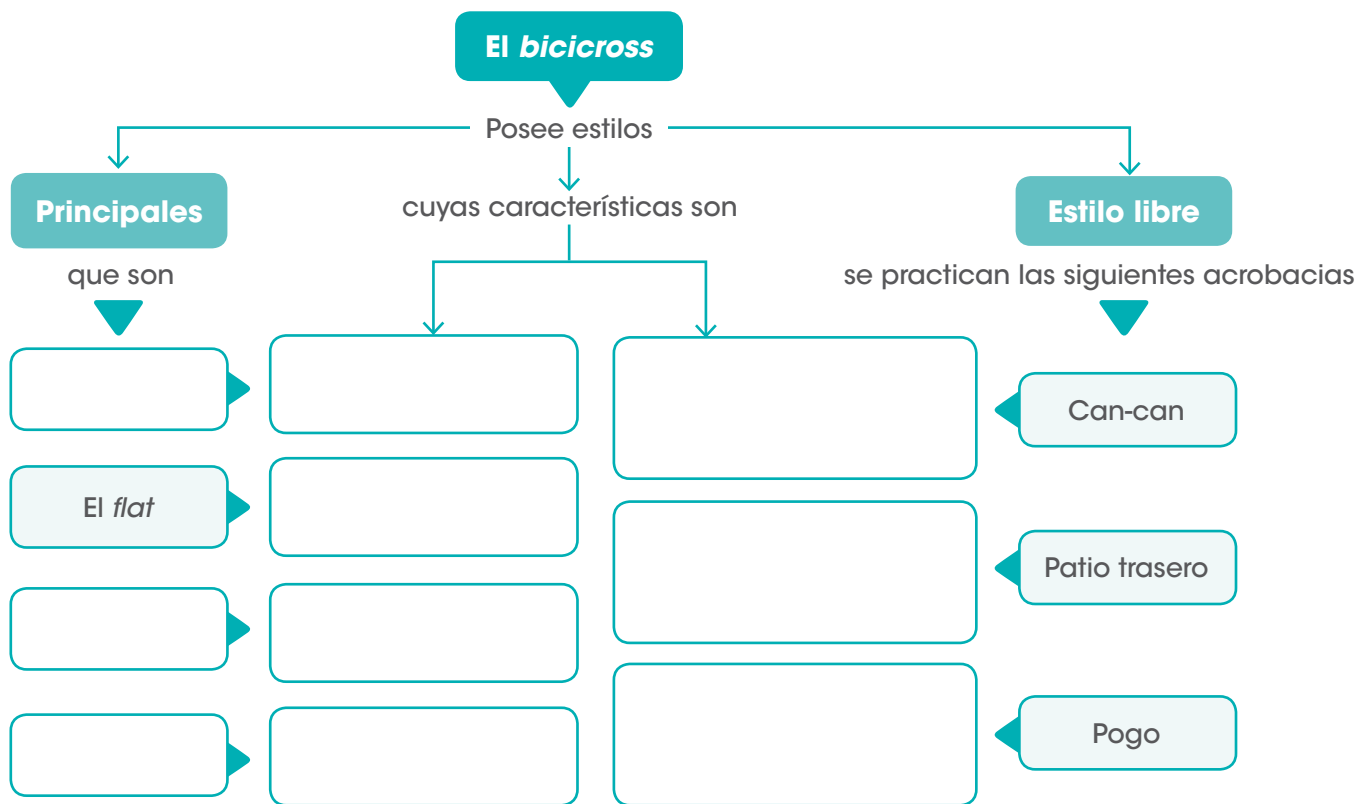 El bicicross
Posee estilos
Principales
cuyas características son
Estilo libre
que son
se practican las siguientes acrobacias
Can-can
El flat
Patio trasero
Pogo